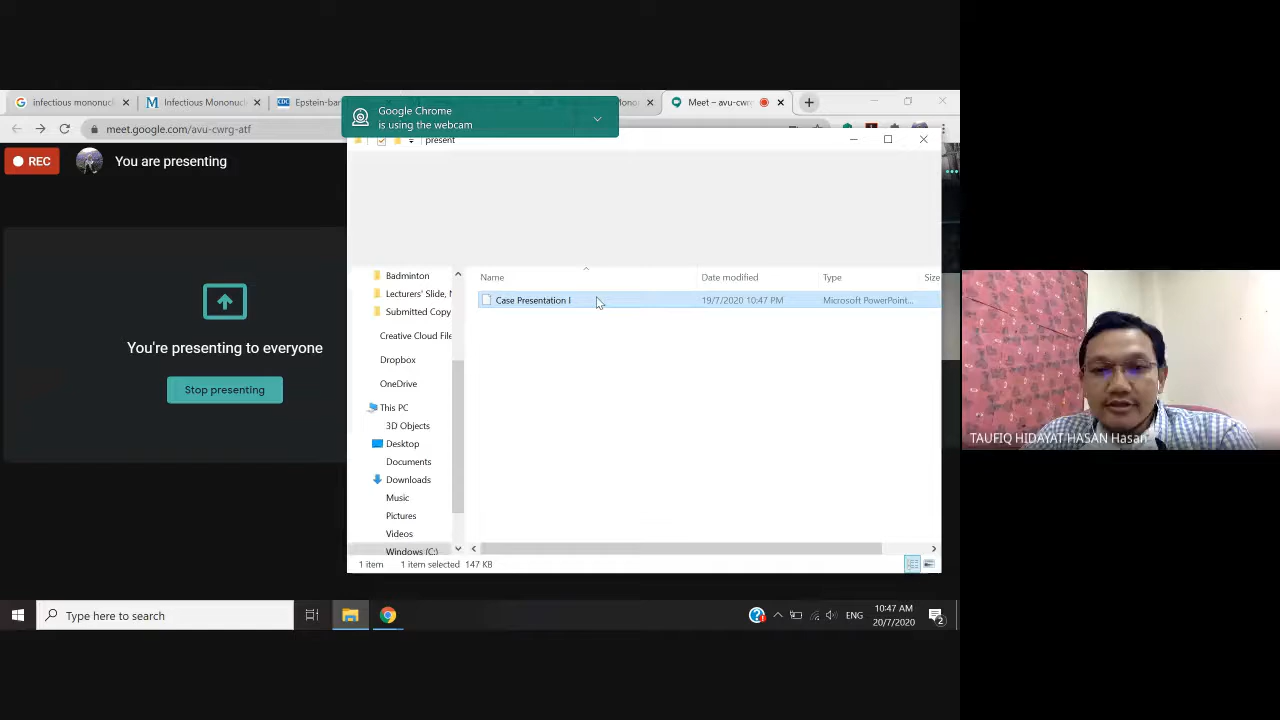 infectious mononucl
Infectious Mononucl
Epstein-bar
Meet – avu-cwrg
Google Chrome
is using the webcam
meet.google.com/avu-cwrg-atf
present
REC
You are presenting
Badminton
Name
Date modified
Type
Size
Lecturers' Slide, N
Case Presentation I
19/7/2020 10:47 PM
Microsoft PowerPoint...
Submitted Copy
Creative Cloud File
You're presenting to everyone
Dropbox
Stop presenting
OneDrive
This PC
3D Objects
Desktop
TAUFIQ HIDAYAT HASAN Hasan
Documents
Downloads
Music
Pictures
Videos
Windows (C:)
1 item
1 item selected 147 KB
Type here to search
ENG
10:47 AM
20/7/2020
2